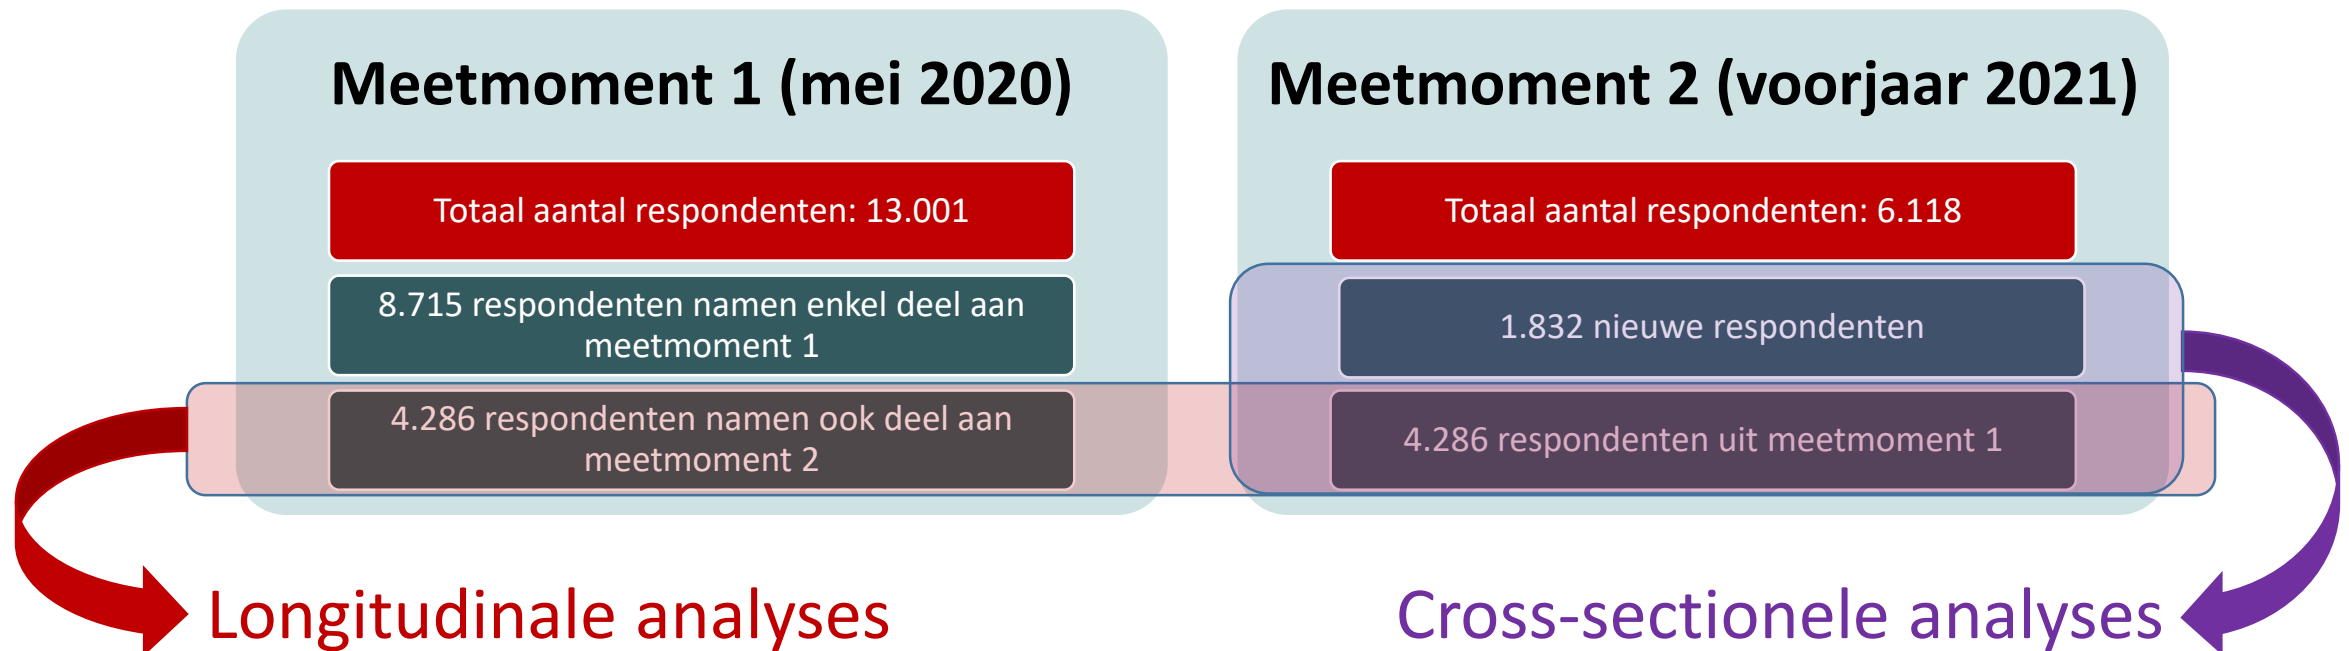 Meetmoment 1 (mei 2020)
Totaal aantal respondenten: 13.001
8.715 respondenten namen enkel deel aan
meetmoment 1
4.286 respondenten namen ook deel aan
meetmoment 2
Meetmoment 2 (voorjaar 2021)
Totaal aantal respondenten: 6.118
1.832 nieuwe respondenten
4.286 respondenten uit meetmoment 1
Longitudinale analyses
Cross-sectionele analyses